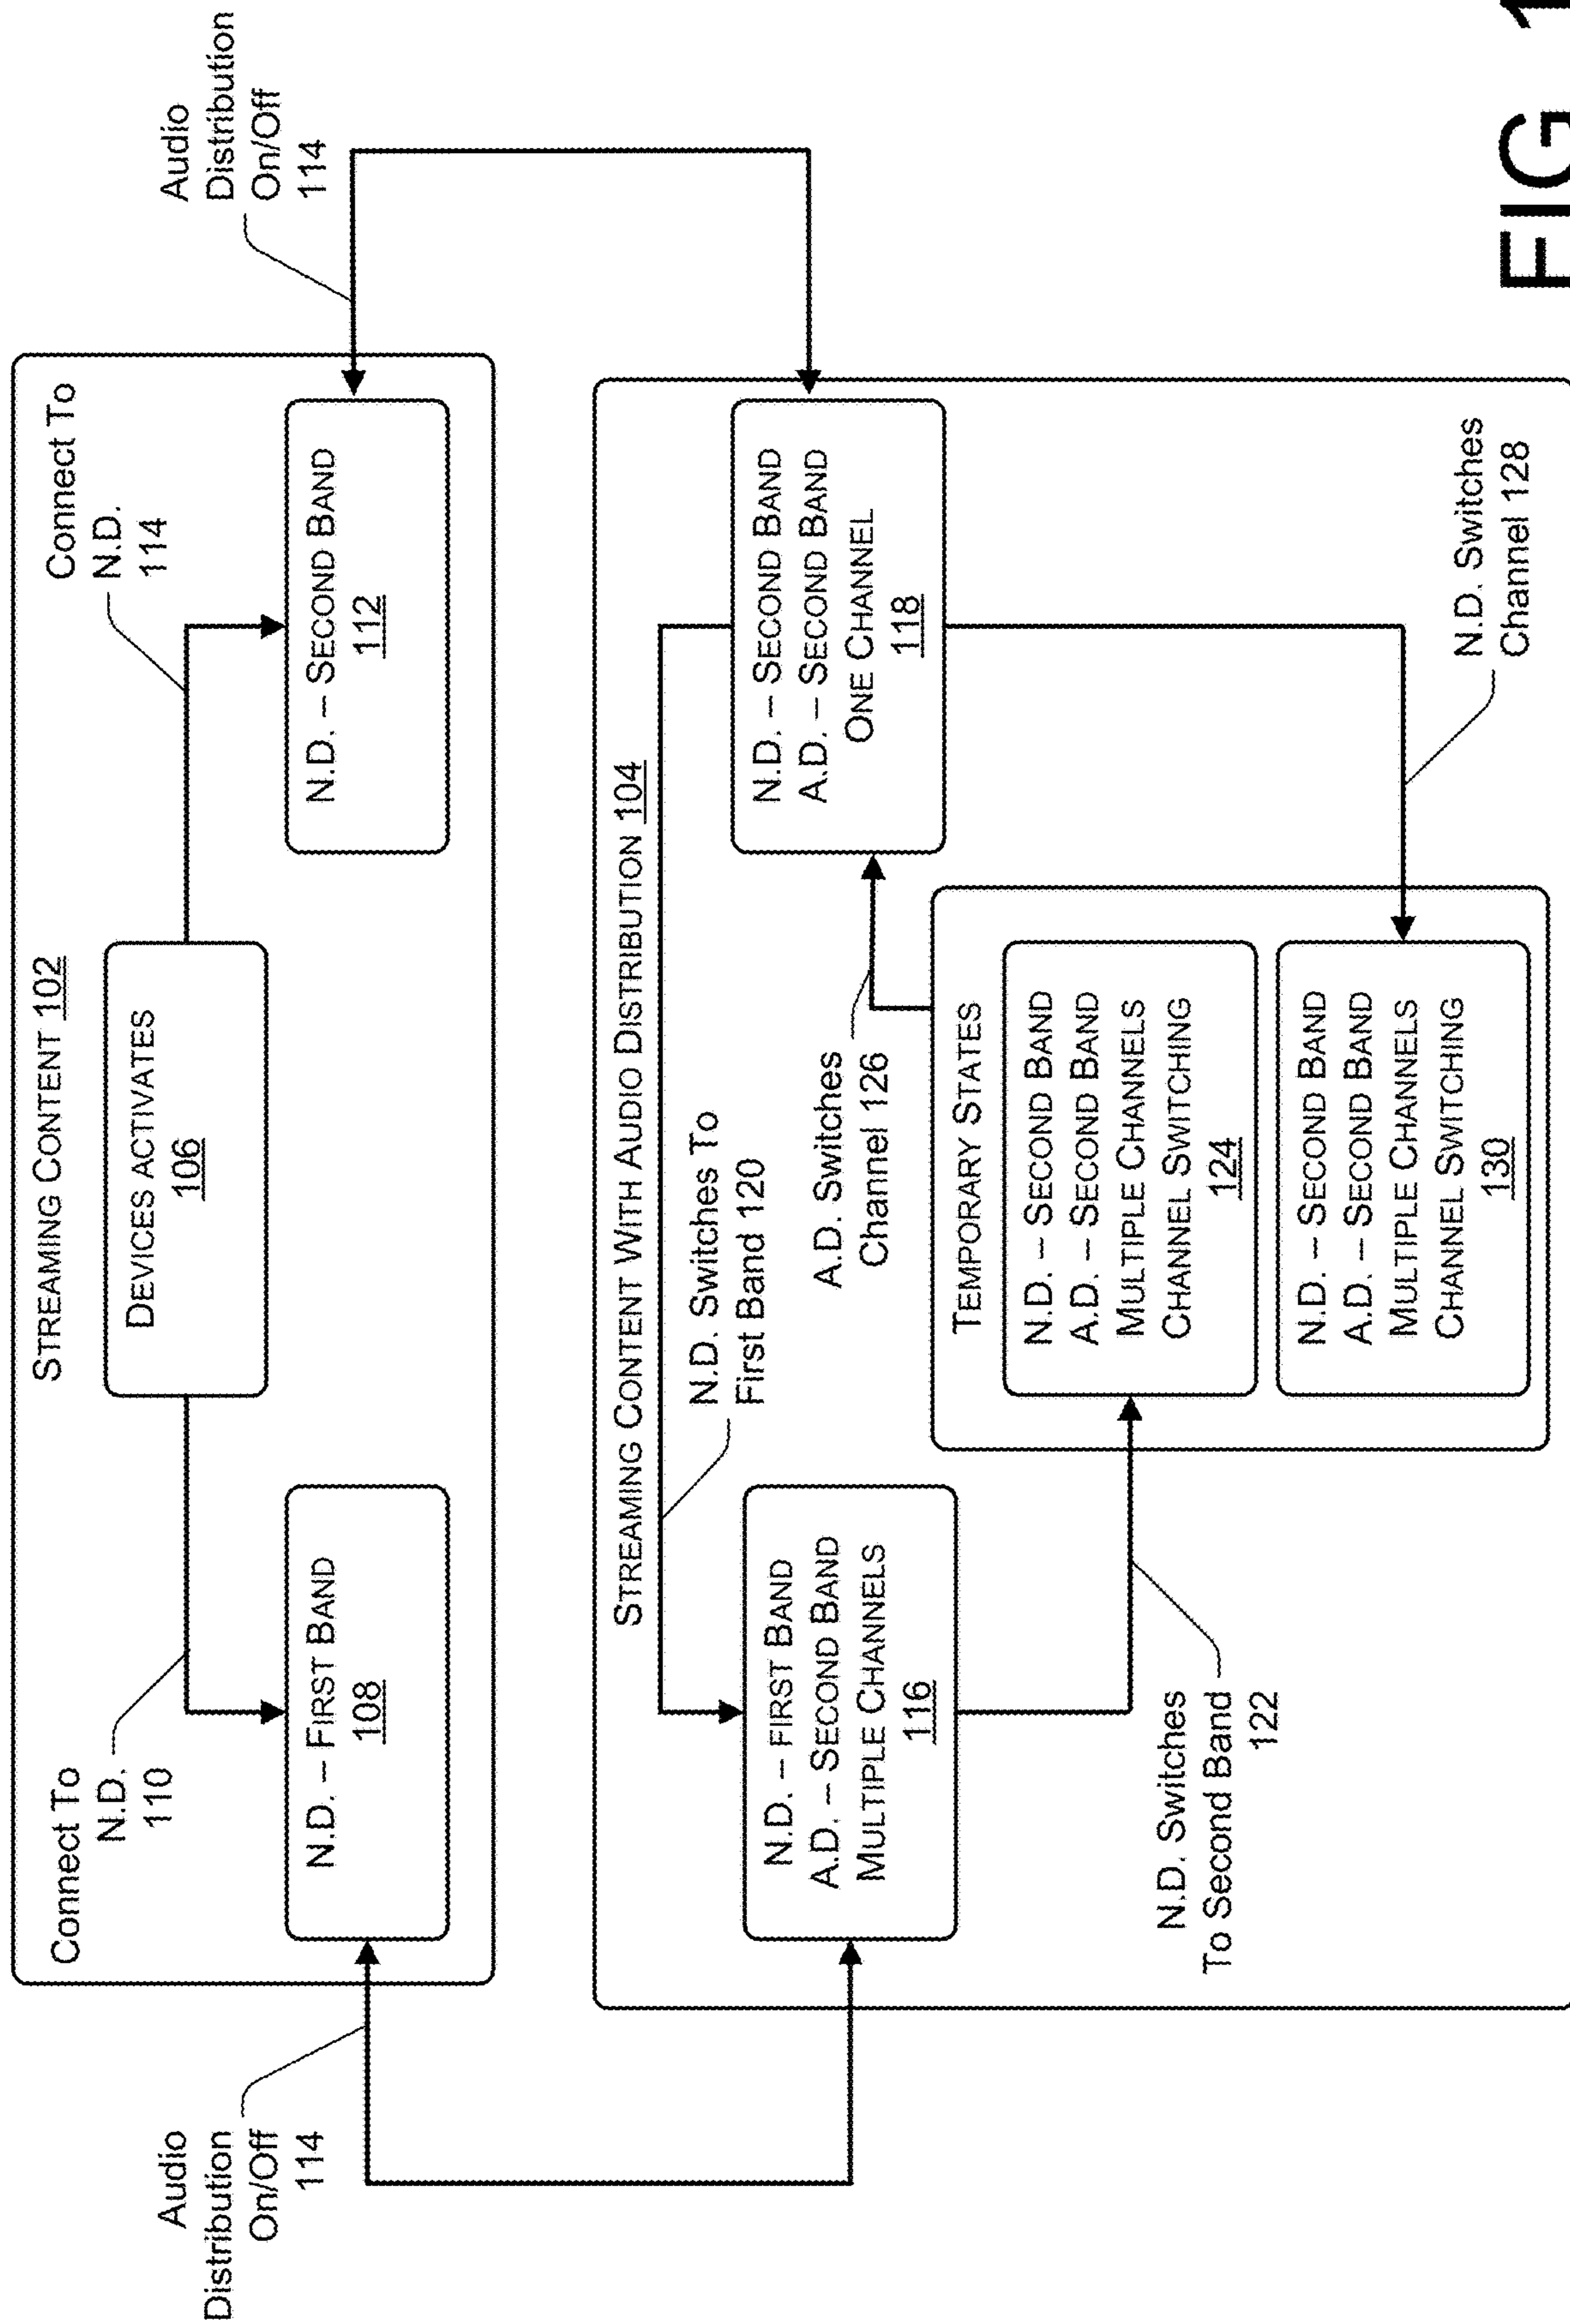 STREAMING CONTENT 102
Connect To
N.D.
110
DEVICES ACTIVATES
106
Connect To
N.D.
114
N.D. – FIRST BAND
108
N.D. – SECOND BAND
112
Audio
Distribution
On/Off
114
Audio
Distribution
On/Off
114
STREAMING CONTENT WITH AUDIO DISTRIBUTION 104
N.D. Switches To
First Band 120
N.D. – FIRST BAND
A.D. – SECOND BAND
MULTIPLE CHANNELS
116
N.D. – SECOND BAND
A.D. – SECOND BAND
ONE CHANNEL
118
A.D. Switches
Channel 126
TEMPORARY STATES
N.D. – SECOND BAND
A.D. – SECOND BAND
MULTIPLE CHANNELS
CHANNEL SWITCHING
124
N.D. – SECOND BAND
A.D. – SECOND BAND
MULTIPLE CHANNELS
CHANNEL SWITCHING
130
N.D. Switches
To Second Band
122
N.D. Switches
Channel 128
FIG 1